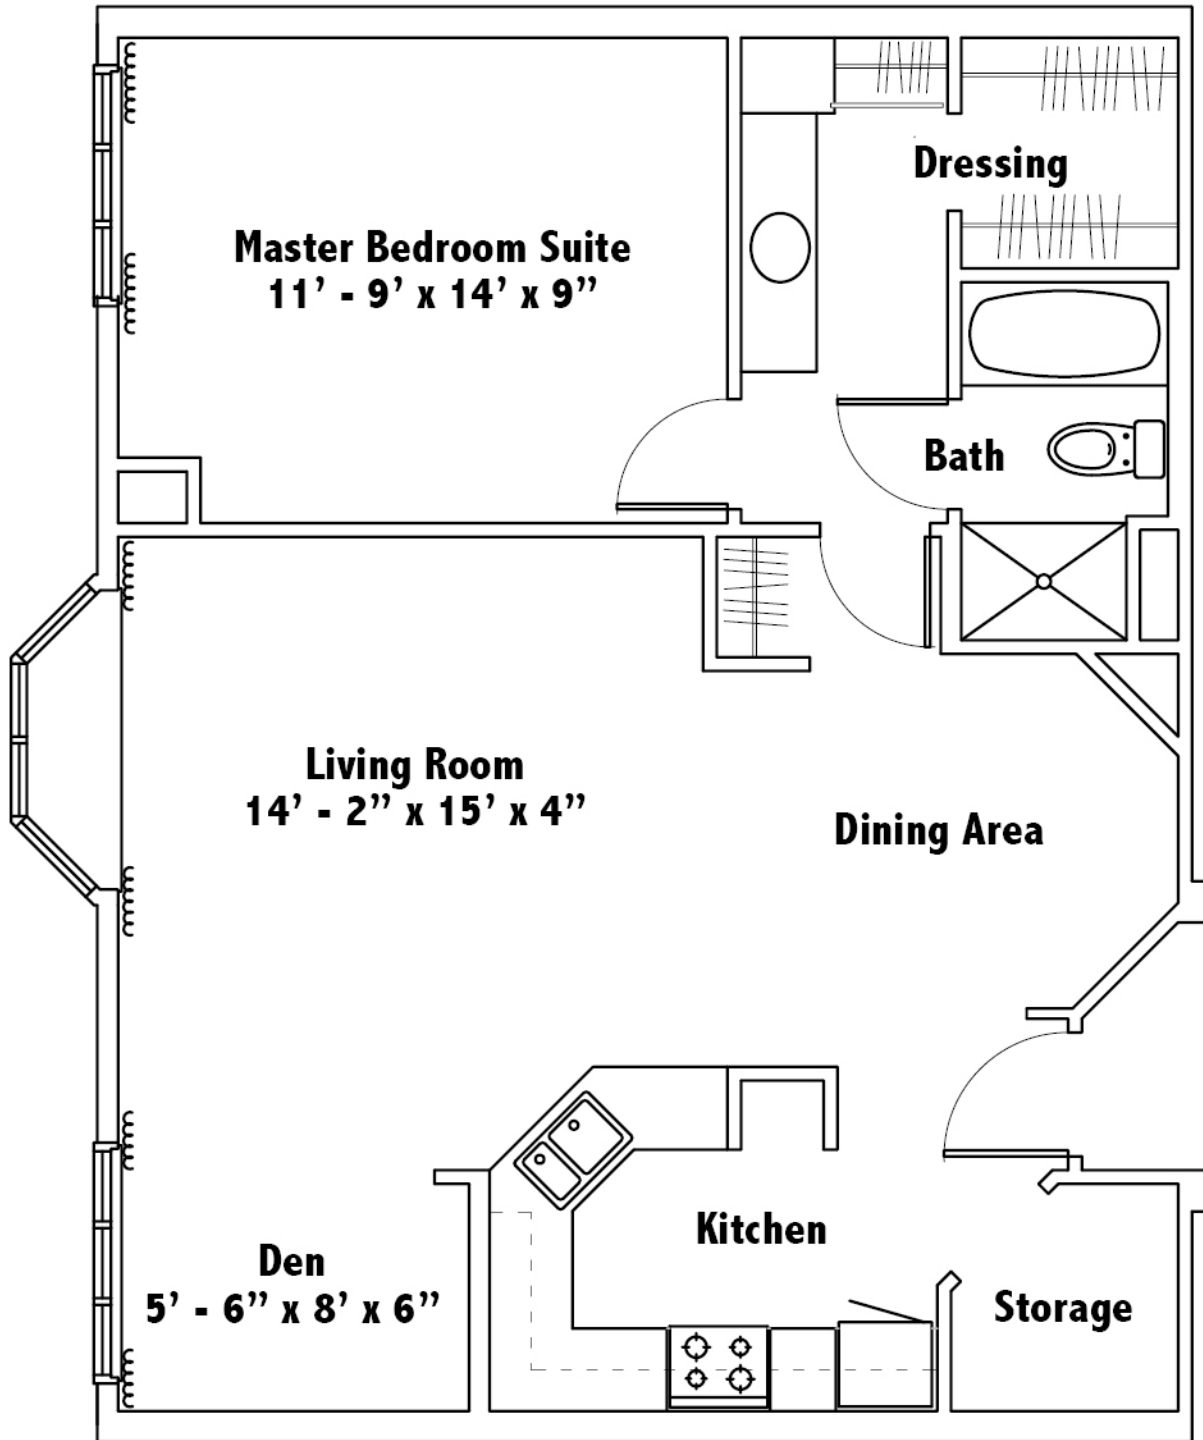 Dressing
Master Bedroom Suite
11’ - 9’ x 14’ x 9”
Bath
Living Room
14’ - 2” x 15’ x 4”
Dining Area
Kitchen
Den
5’ - 6” x 8’ x 6”
Storage